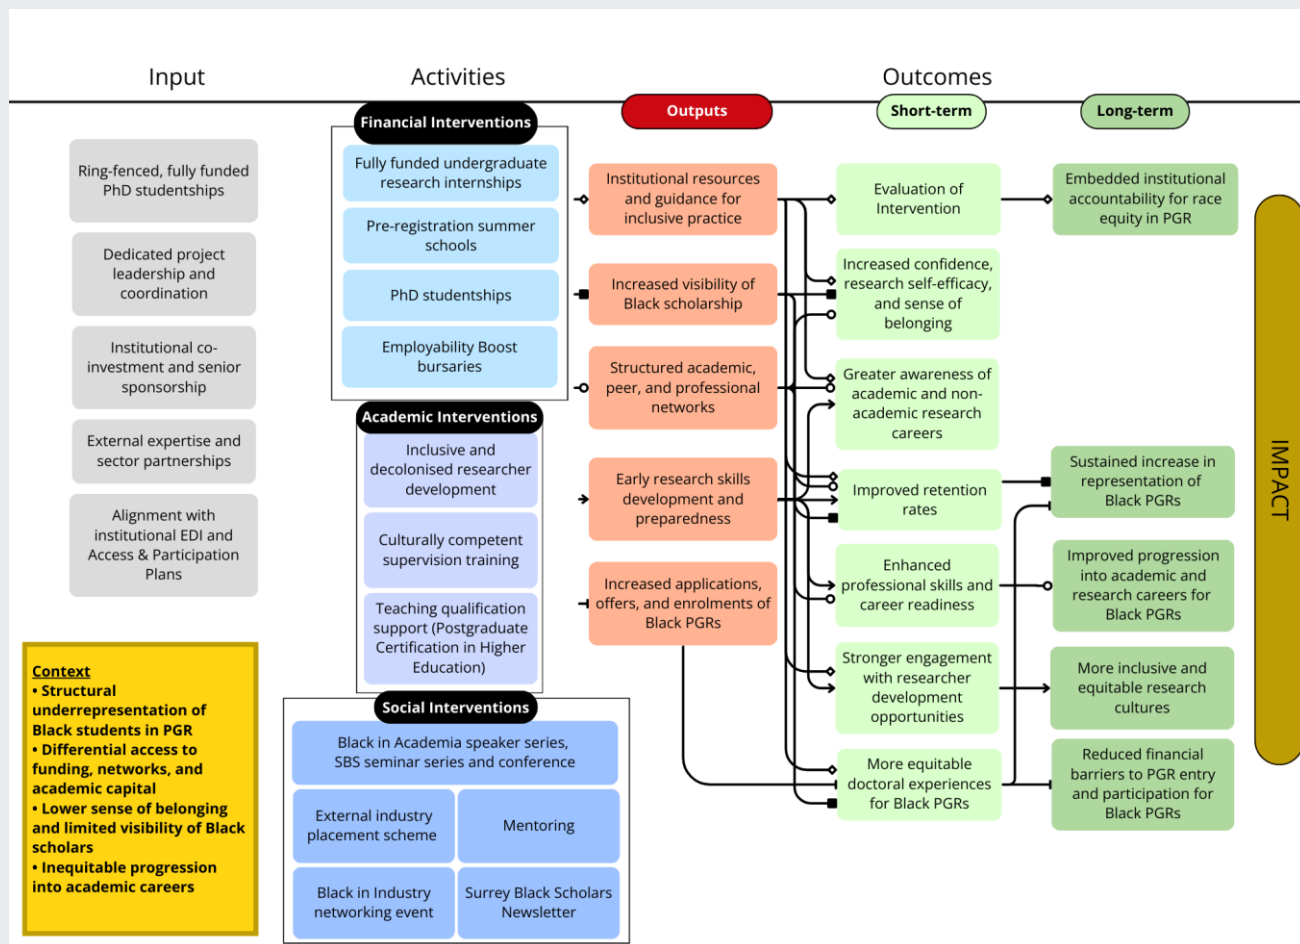 Input
Activities
Outcomes
Outputs
Short-term
Long-term
Ring-fenced, fully funded
PhD studentships
Dedicated project
leadership and
coordination
Institutional co-
investment and senior
sponsorship
External expertise and
sector partnerships
Alignment with
institutional EDI and
Access & Participation
Plans
Context
• Structural
underrepresentation of
Black students in PGR
• Differential access to
funding, networks, and
academic capital
• Lower sense of belonging
and limited visibility of Black
scholars
• Inequitable progression
into academic careers
Financial Interventions
Fully funded undergraduate
research internships
Pre-registration summer
schools
PhD studentships
Employability Boost
bursaries
Academic Interventions
Inclusive and
decolonised researcher
development
Culturally competent
supervision training
Teaching qualification
support (Postgraduate
Certification in Higher
Education)
Social Interventions
Black in Academia speaker series,
SBS seminar series and conference
External industry
placement scheme
Mentoring
Black in Industry
networking event
Surrey Black Scholars
Newsletter
Institutional resources
and guidance for
inclusive practice
Increased visibility of
Black scholarship
Structured academic,
peer, and professional
networks
Early research skills
development and
preparedness
Increased applications,
offers, and enrolments of
Black PGRs
Evaluation of
Intervention
Increased confidence,
research self-efficacy,
and sense of
belonging
Greater awareness of
academic and non-
academic research
careers
Improved retention
rates
Enhanced
professional skills and
career readiness
Stronger engagement
with researcher
development
opportunities
More equitable
doctoral experiences
for Black PGRs
Embedded institutional
accountability for race
equity in PGR
Sustained increase in
representation of
Black PGRs
Improved progression
into academic and
research careers for
Black PGRs
More inclusive and
equitable research
cultures
Reduced financial
barriers to PGR entry
and participation for
Black PGRs
IMPACT